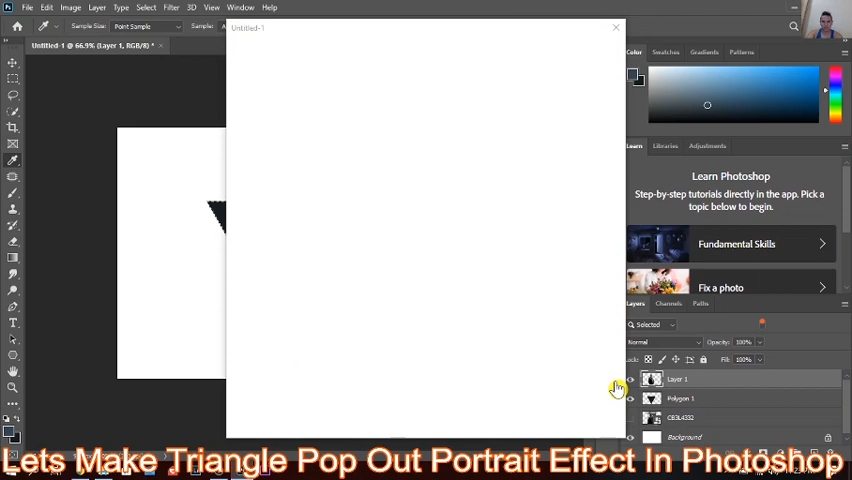 File Edit Image Layer Type Select Filter 3D View Window Help
Sample Size: Point Sample Sample:
Untitled-1 @ 66.9% (Layer 1, RGB/8) *
Untitled-1
Color Swatches Gradients Patterns
Learn Libraries Adjustments
Learn Photoshop
Step-by-step tutorials directly in the app. Pick a
topic below to begin.
Fundamental Skills
Fix a photo
Layers Channels Paths
Selected
Normal Opacity: 100%
Lock: Fill: 100%
Layer 1
Polygon 1
CB3L4332
Background
Lets Make Triangle Pop Out Portrait Effect In Photoshop